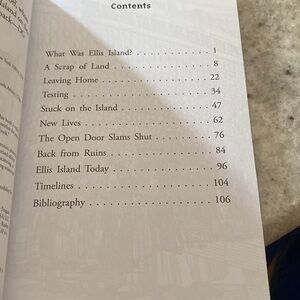 Contents
What Was Ellis Island? . . . . . . . . . . . . 1
A Scrap of Land . . . . . . . . . . . . . . . . 8
Leaving Home . . . . . . . . . . . . . . . . 22
Testing . . . . . . . . . . . . . . . . . . . . . 34
Stuck on the Island . . . . . . . . . . . . . 47
New Lives . . . . . . . . . . . . . . . . . . . 62
The Open Door Slams Shut . . . . . . . 76
Back from Ruins . . . . . . . . . . . . . . . 84
Ellis Island Today . . . . . . . . . . . . . . 96
Timelines . . . . . . . . . . . . . . . . . . 104
Bibliography . . . . . . . . . . . . . . . . 106